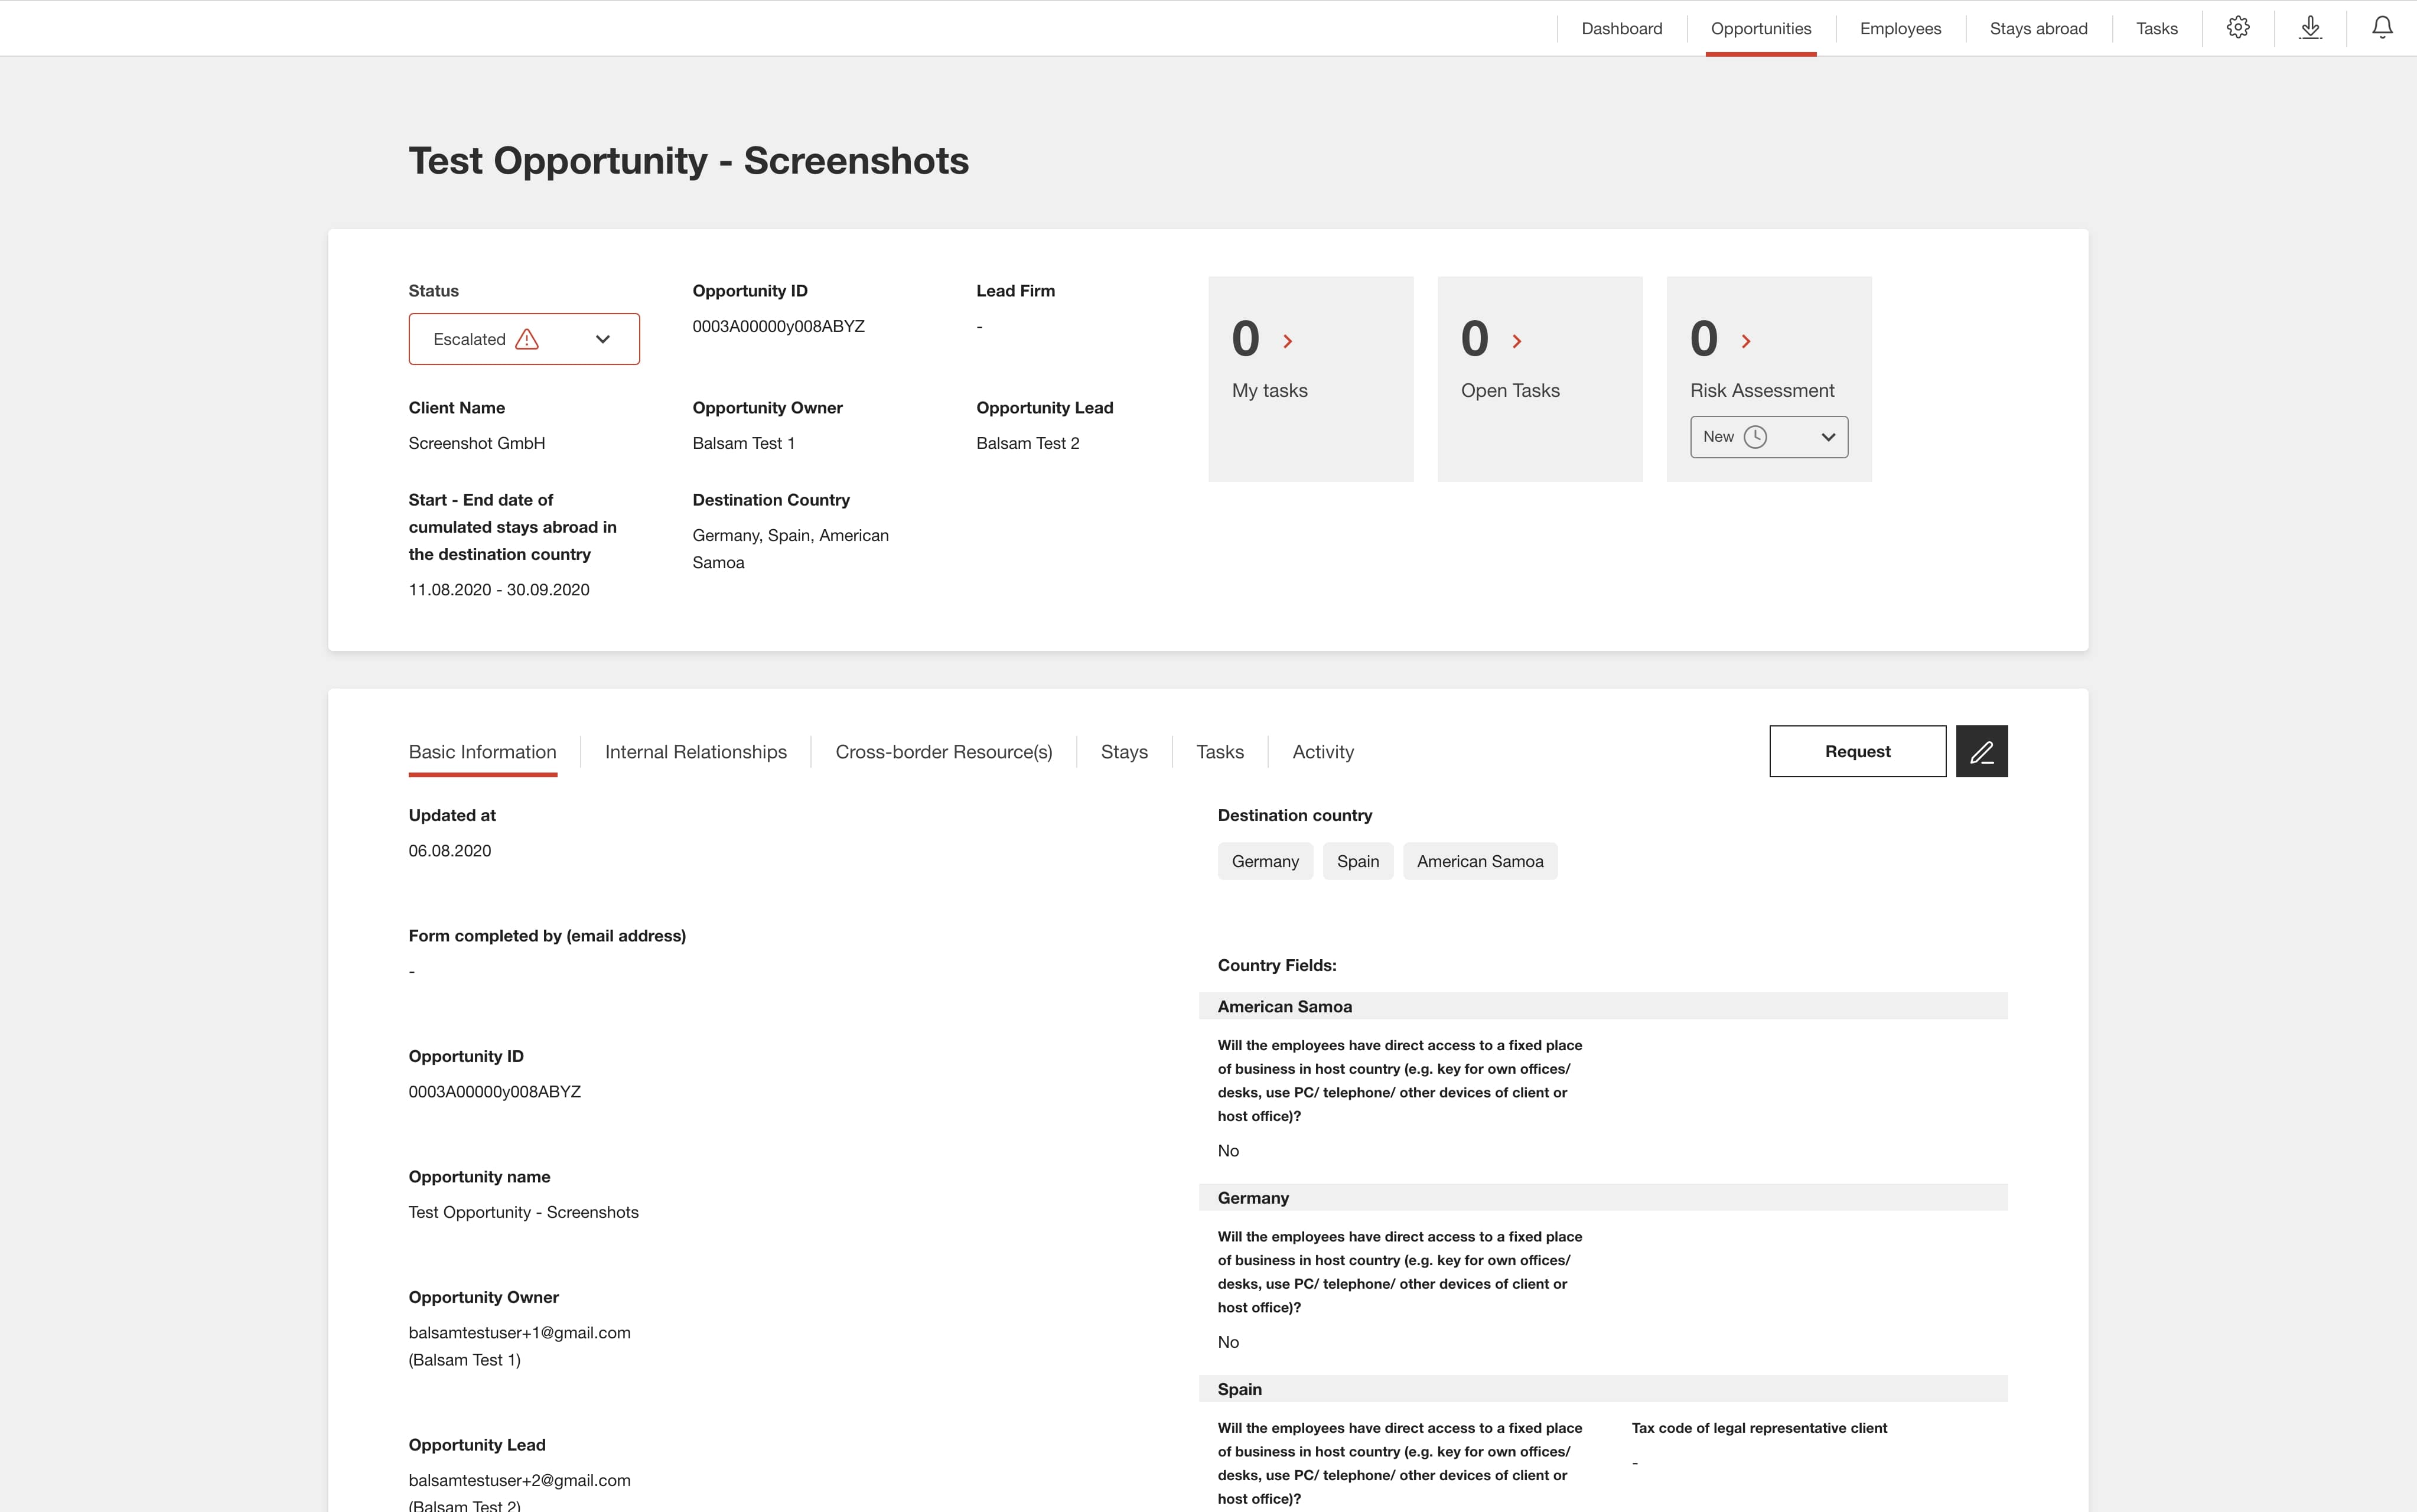 Dashboard
Opportunities
Employees
Stays abroad
Tasks
Test Opportunity - Screenshots
Status
Escalated
Opportunity ID
0003A00000y008ABYZ
Lead Firm
-
Client Name
Screenshot GmbH
Opportunity Owner
Balsam Test 1
Opportunity Lead
Balsam Test 2
Start - End date of
cumulated stays abroad in
the destination country
11.08.2020 - 30.09.2020
Destination Country
Germany, Spain, American
Samoa
0
My tasks
0
Open Tasks
0
Risk Assessment
New
Basic Information
Internal Relationships
Cross-border Resource(s)
Stays
Tasks
Activity
Request
Updated at
06.08.2020
Form completed by (email address)
-
Opportunity ID
0003A00000y008ABYZ
Opportunity name
Test Opportunity - Screenshots
Opportunity Owner
balsamtestuser+1@gmail.com
(Balsam Test 1)
Opportunity Lead
balsamtestuser+2@gmail.com
(Balsam Test 2)
Destination country
Germany
Spain
American Samoa
Country Fields:
American Samoa
Will the employees have direct access to a fixed place
of business in host country (e.g. key for own offices/
desks, use PC/ telephone/ other devices of client or
host office)?
No
Germany
Will the employees have direct access to a fixed place
of business in host country (e.g. key for own offices/
desks, use PC/ telephone/ other devices of client or
host office)?
No
Spain
Will the employees have direct access to a fixed place
of business in host country (e.g. key for own offices/
desks, use PC/ telephone/ other devices of client or
host office)?
Tax code of legal representative client
-